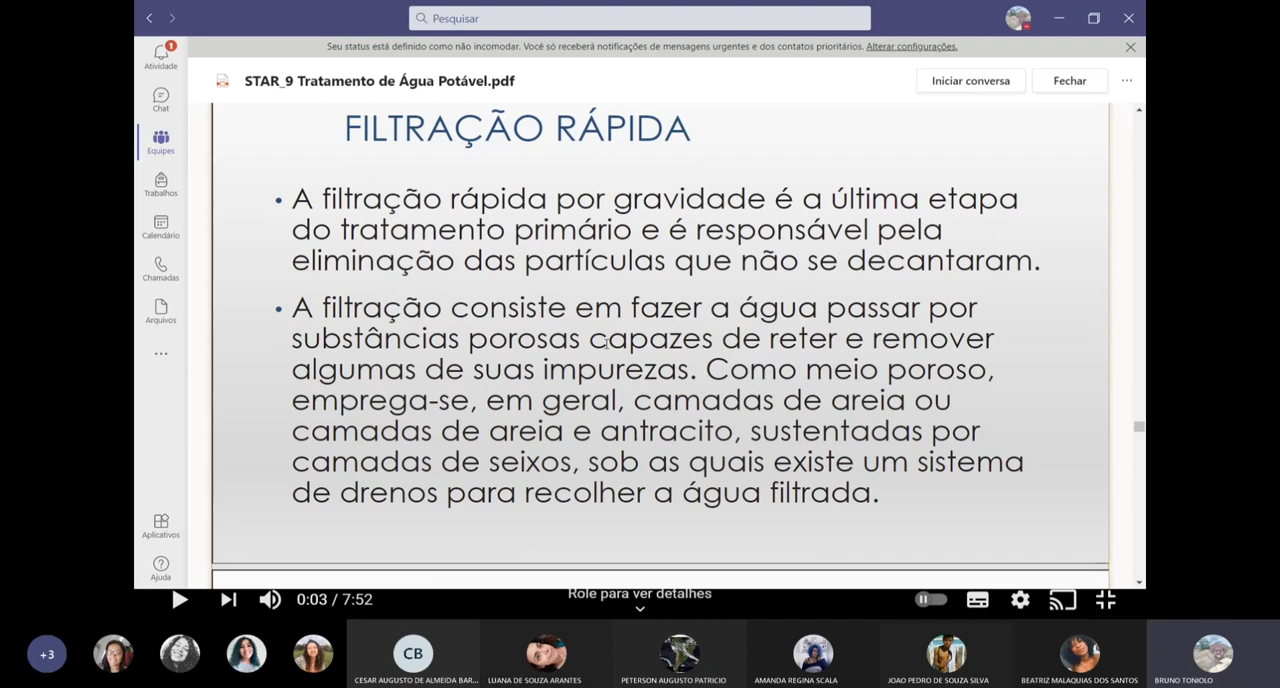 Pesquisar
Seu status está definido como não incomodar. Você só receberá notificações de mensagens urgentes e dos contatos prioritários. Alterar configurações.
1
Atividade
Chat
Equipes
Trabalhos
Calendário
Chamadas
Arquivos
Aplicativos
Ajuda
STAR_9 Tratamento de Água Potável.pdf
Iniciar conversa
Fechar
FILTRAÇÃO RÁPIDA
• A filtração rápida por gravidade é a última etapa
do tratamento primário e é responsável pela
eliminação das partículas que não se decantaram.
• A filtração consiste em fazer a água passar por
substâncias porosas capazes de reter e remover
algumas de suas impurezas. Como meio poroso,
emprega-se, em geral, camadas de areia ou
camadas de areia e antracito, sustentadas por
camadas de seixos, sob as quais existe um sistema
de drenos para recolher a água filtrada.
0:03 / 7:52
Role para ver detalhes
+3
CB
CESAR AUGUSTO DE ALMEIDA BAR...
LUANA DE SOUZA ARANTES
PETERSON AUGUSTO PATRICIO
AMANDA REGINA SCALA
JOAO PEDRO DE SOUZA SILVA
BEATRIZ MALAQUIAS DOS SANTOS
BRUNO TONIOLO